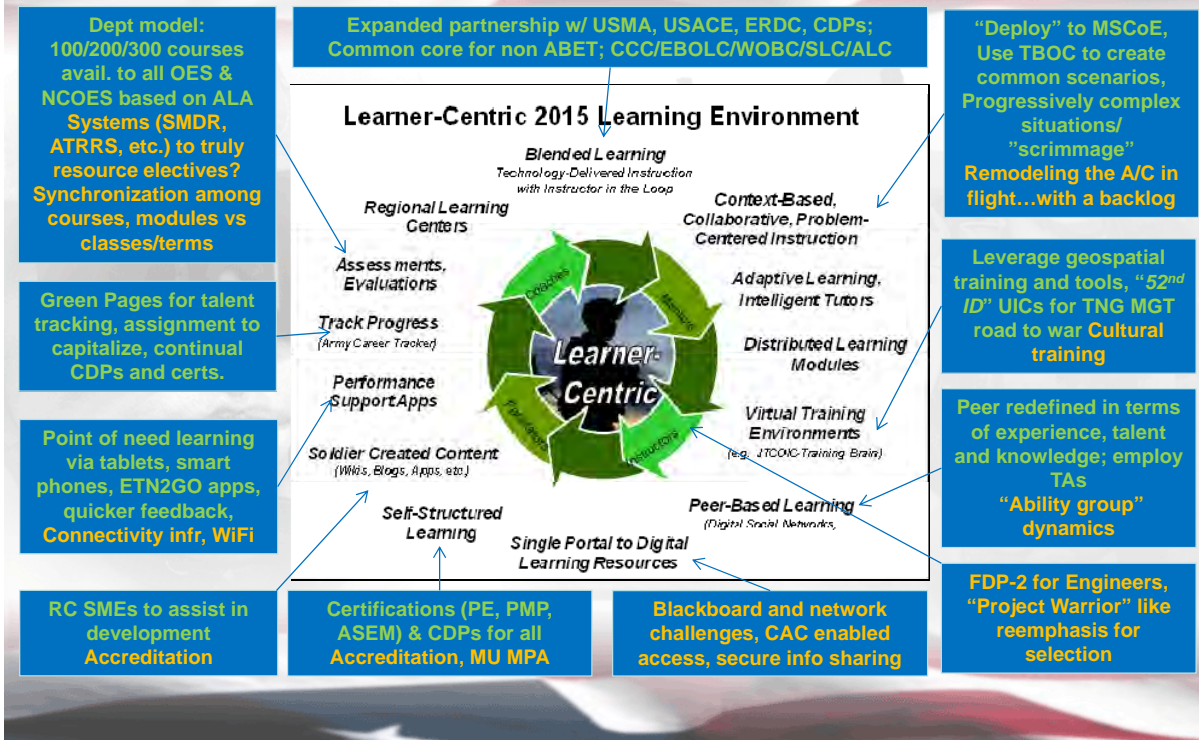 Dept model:
100/200/300 courses
avail. to all OES &
NCOES based on ALA
Systems (SMDR,
ATRRS, etc.) to truly
resource electives?
Synchronization among
courses, modules vs
classes/terms
Expanded partnership w/ USMA, USACE, ERDC, CDPs;
Common core for non ABET; CCC/EBOLC/WOBC/SLC/ALC
“Deploy” to MSCoE,
Use TBOC to create
common scenarios,
Progressively complex
situations/
”scrimmage”
Remodeling the A/C in
flight…with a backlog
Learner-Centric 2015 Learning Environment
Blended Learning
Technology-Delivered Instruction
with Instructor in the Loop
Regional Learning
Centers
Context-Based,
Collaborative, Problem-
Centered Instruction
Assessments,
Evaluations
Adaptive Learning,
Intelligent Tutors
Track Progress
(Army Career Tracker)
Distributed Learning
Modules
Performance
Support Apps
Virtual Training
Environments
(e.g. JTCOIC-Training Brain)
Soldier Created Content
(Wikis, Blogs, Apps, etc.)
Peer-Based Learning
(Digital Social Networks,
Self-Structured
Learning
Single Portal to Digital
Learning Resources
Coaches
Mentors
Learner-
Centric
Facilitators
Instructors
Green Pages for talent
tracking, assignment to
capitalize, continual
CDPs and certs.
Leverage geospatial
training and tools, “52nd
ID” UICs for TNG MGT
road to war Cultural
training
Point of need learning
via tablets, smart
phones, ETN2GO apps,
quicker feedback,
Connectivity infr, WiFi
Peer redefined in terms
of experience, talent
and knowledge; employ
TAs
“Ability group”
dynamics
RC SMEs to assist in
development
Accreditation
Certifications (PE, PMP,
ASEM) & CDPs for all
Accreditation, MU MPA
Blackboard and network
challenges, CAC enabled
access, secure info sharing
FDP-2 for Engineers,
“Project Warrior” like
reemphasis for
selection